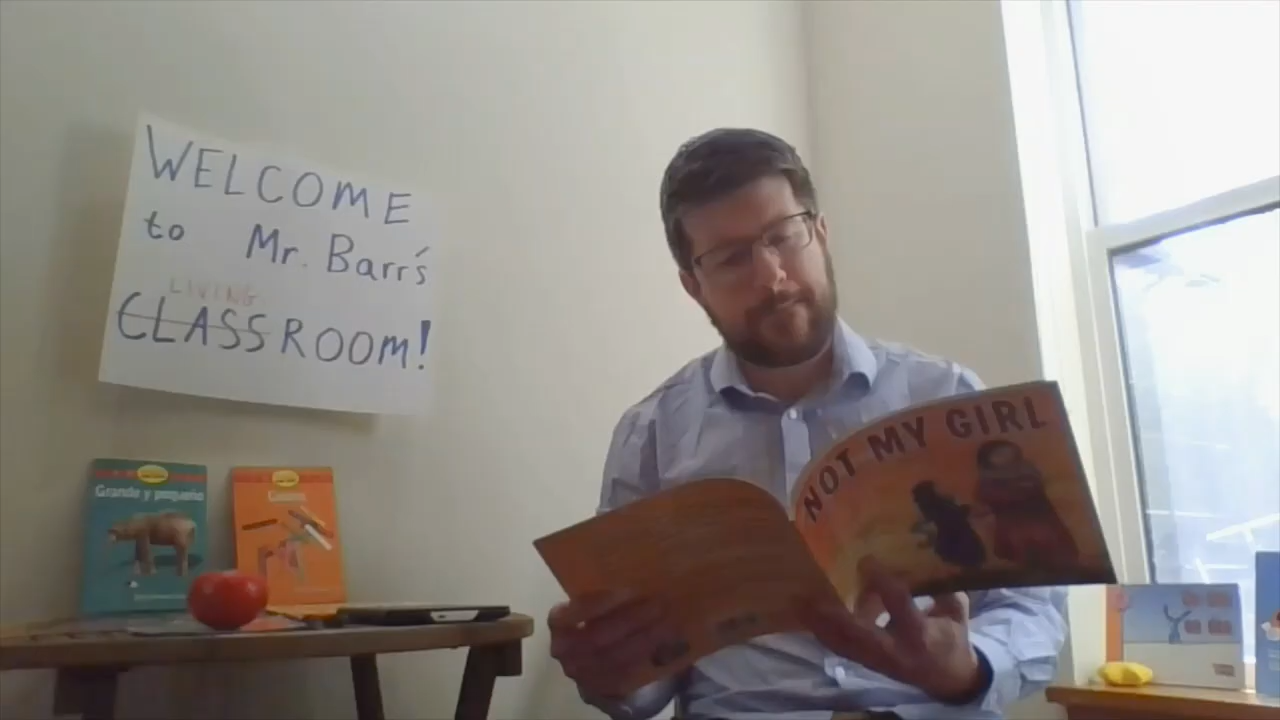 WELCOME
to Mr. Barr's
LIVING
CLASSROOM!
Grande y pequeño
NOT MY GIRL